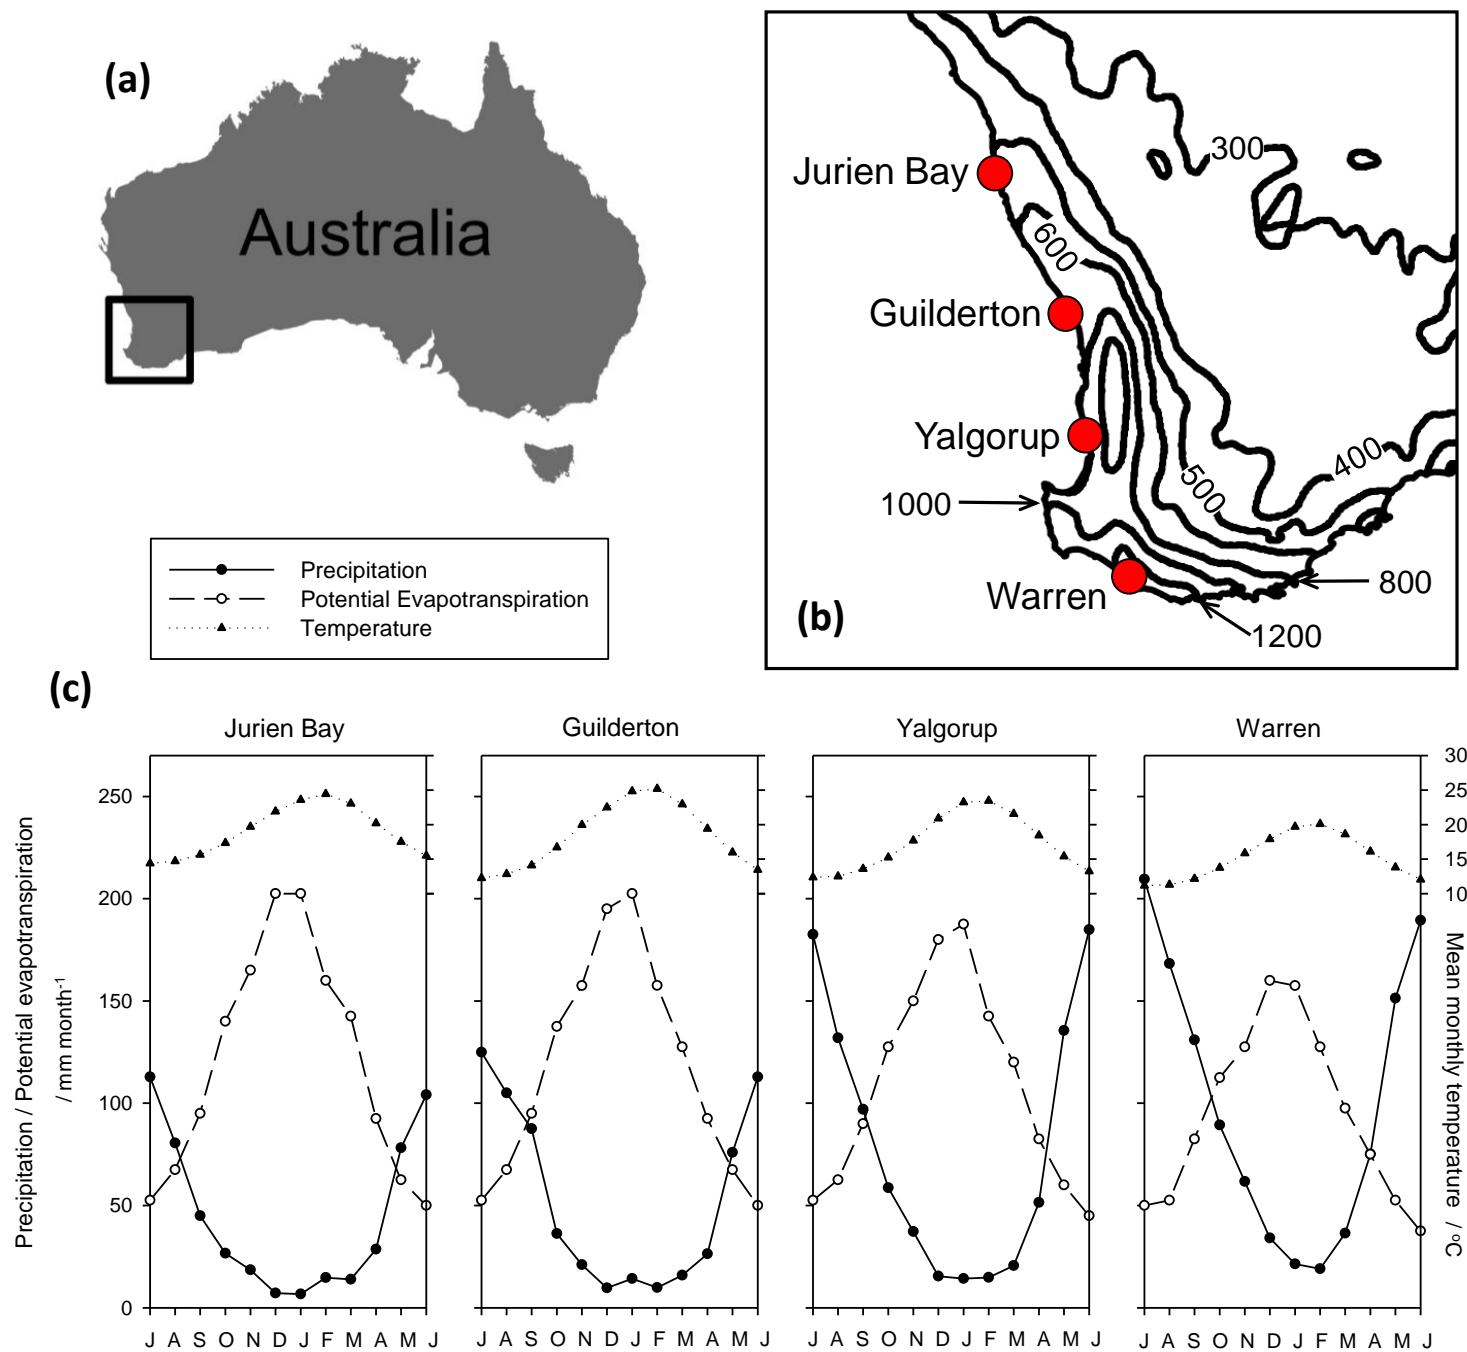 (a)
Australia
300
Jurien Bay
600
Guilderton
Yalgorup
400
500
1000
800
Warren
(b)
1200
Precipitation
Potential Evapotranspiration
Temperature
(c)
Jurien Bay
Guilderton
Yalgorup
Warren
Precipitation / Potential evapotranspiration
/ mm month⁻¹
250
200
150
100
50
0
30
25
20
15
10
Mean monthly temperature / °C
J A S O N D J F M A M J
J A S O N D J F M A M J
J A S O N D J F M A M J
J A S O N D J F M A M J